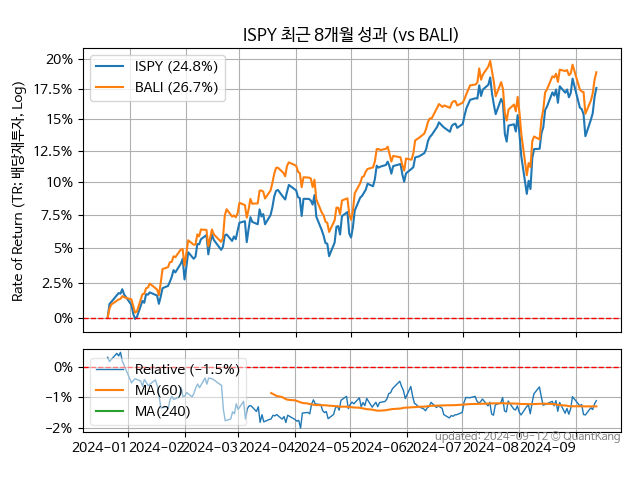 ISPY 최근 8개월 성과 (vs BALI)
Rate of Return (TR: 배당재투자, Log)
20%
17.5%
15%
12.5%
10%
7.5%
5%
2.5%
0%
ISPY (24.8%)
BALI (26.7%)
0%
−1%
−2%
Relative (−1.5%)
MA(60)
MA(240)
updated: 2024-09-12 © QuantKang
2024-01 2024-02 2024-03 2024-04 2024-05 2024-06 2024-07 2024-08 2024-09